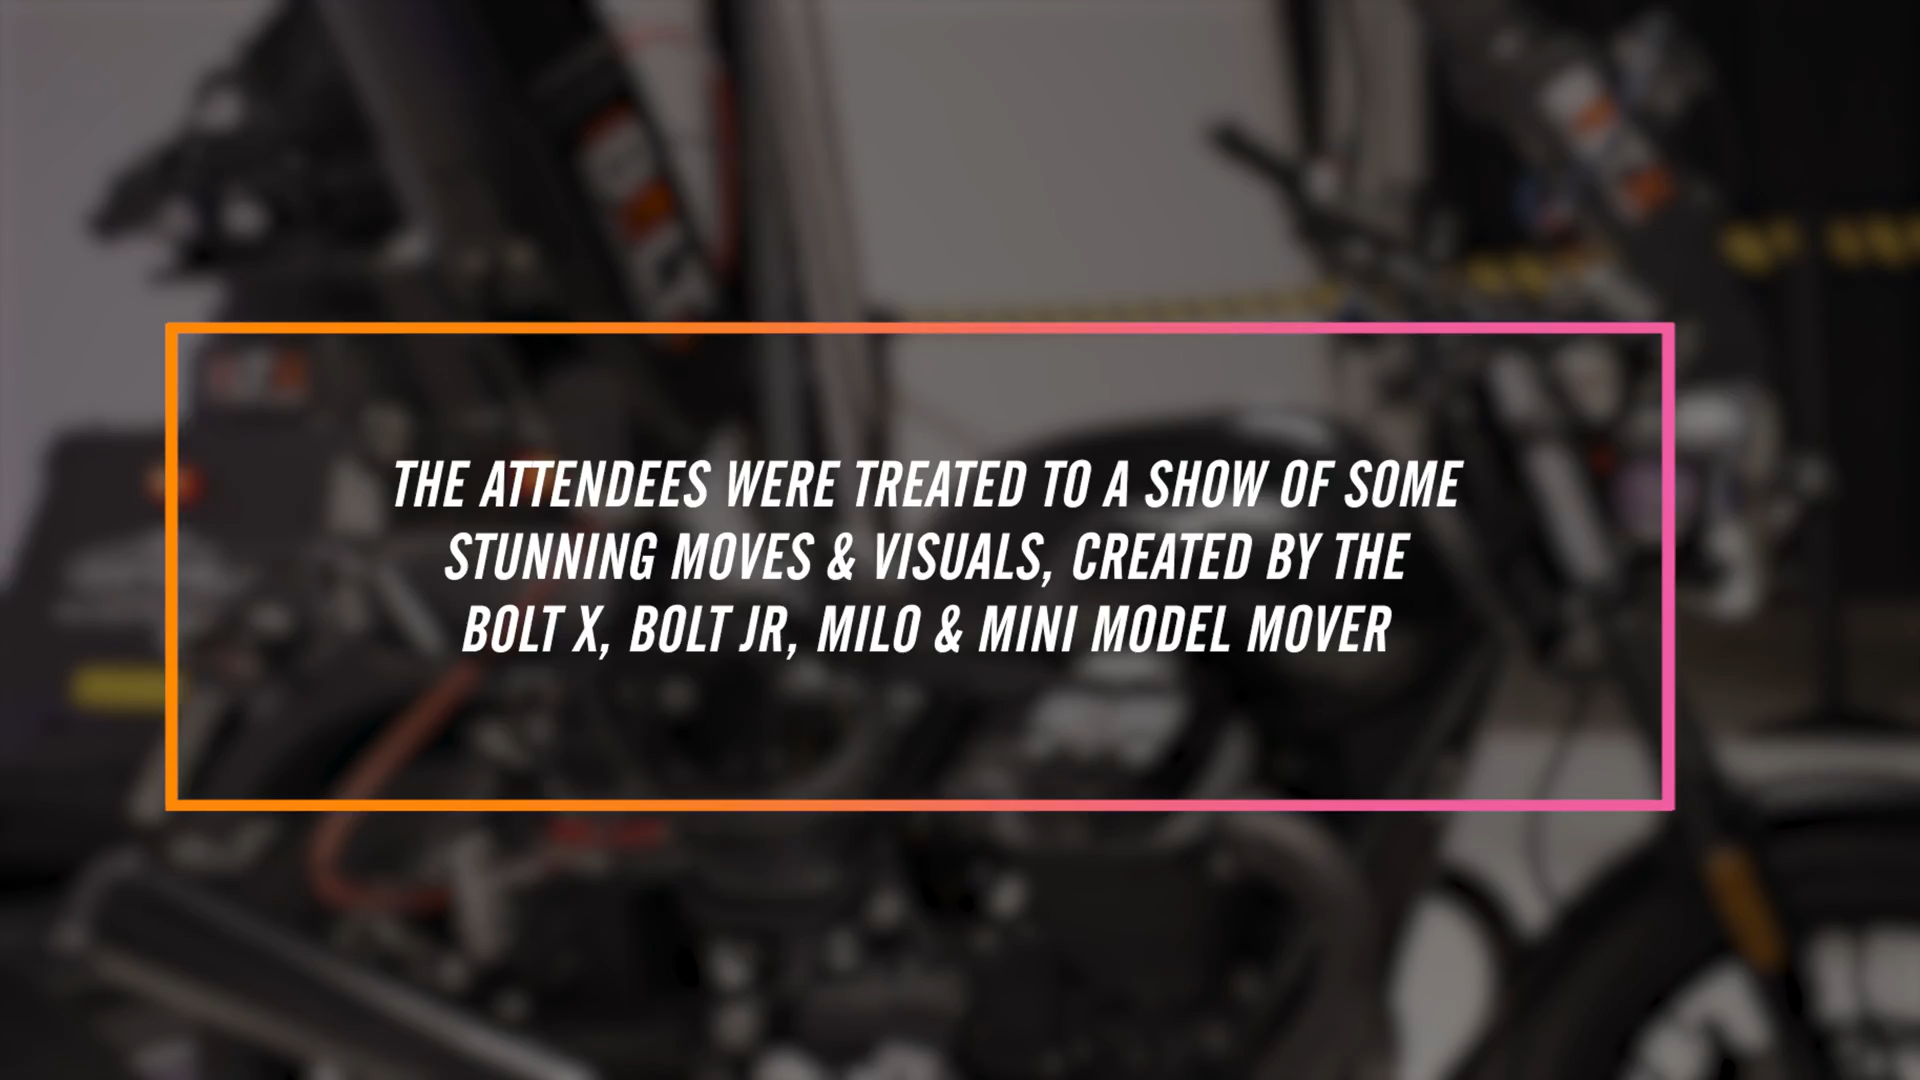 THE ATTENDEES WERE TREATED TO A SHOW OF SOME
STUNNING MOVES & VISUALS, CREATED BY THE
BOLT X, BOLT JR, MILO & MINI MODEL MOVER